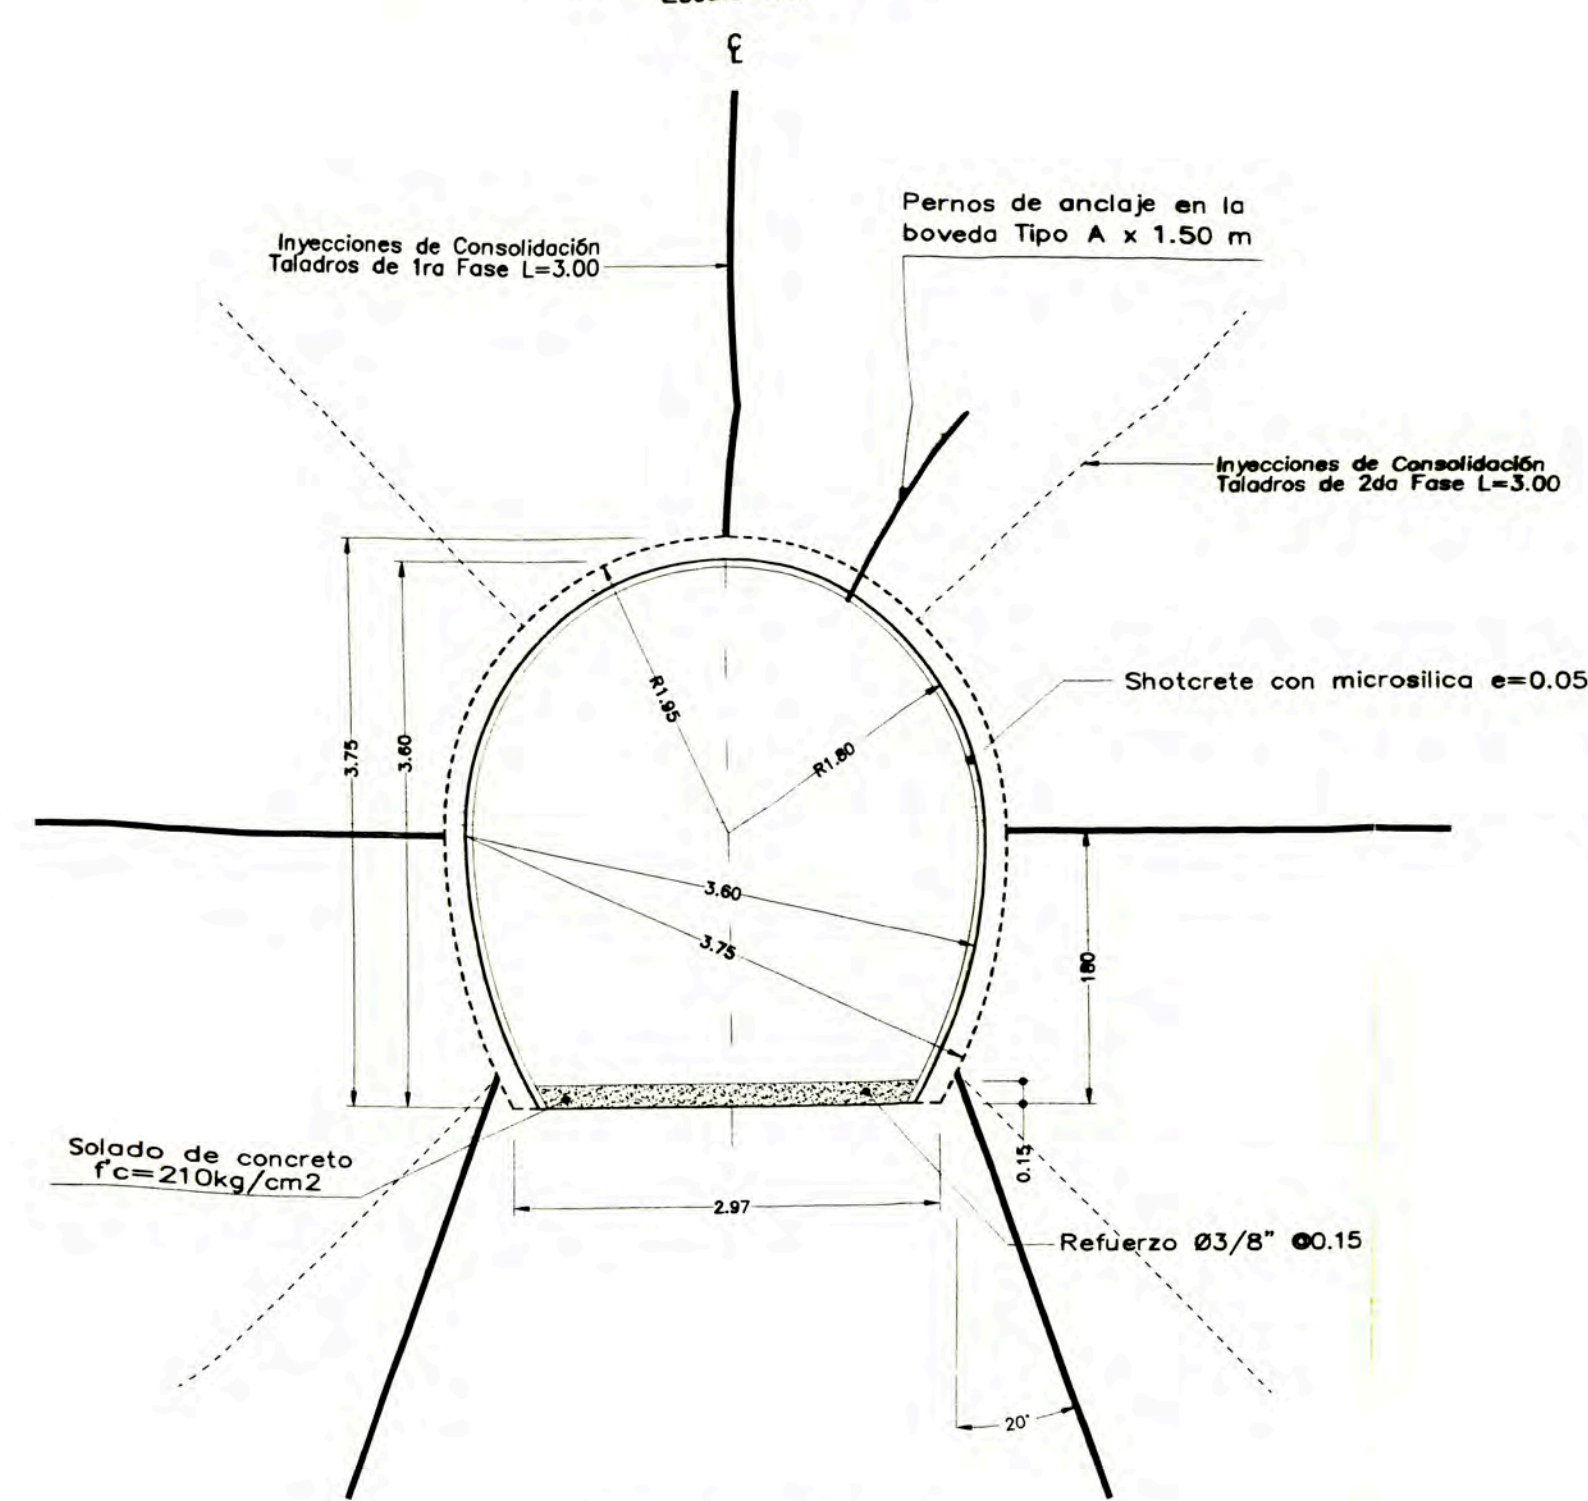 ℄
Pernos de anclaje en la
boveda Tipo A x 1.50 m
Inyecciones de Consolidación
Taladros de 1ra Fase L=3.00
Inyecciones de Consolidación
Taladros de 2da Fase L=3.00
Shotcrete con microsilica e=0.05
R1.95
R1.80
3.75
3.60
3.60
3.75
180
Solado de concreto
f'c=210kg/cm2
0.15
2.97
Refuerzo Ø3/8" @0.15
20°